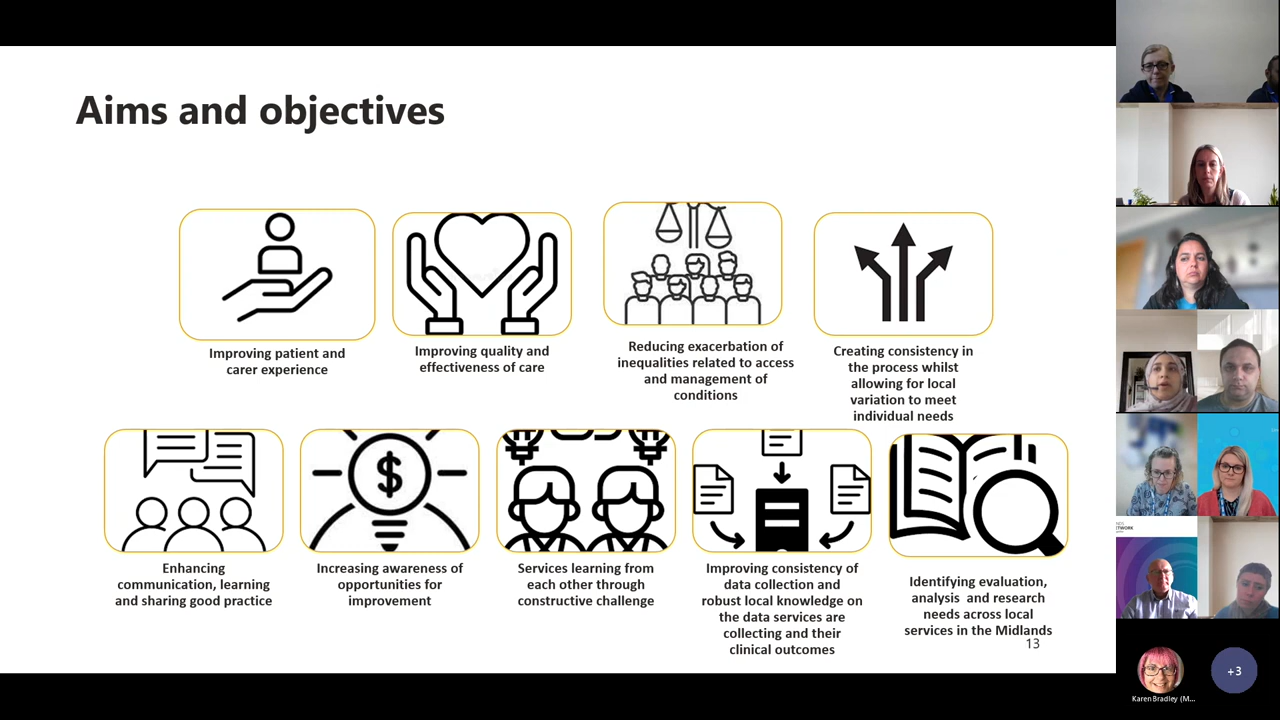 Aims and objectives
Improving patient and
carer experience
Improving quality and
effectiveness of care
Reducing exacerbation of
inequalities related to access
and management of
conditions
Creating consistency in
the process whilst
allowing for local
variation to meet
individual needs
Enhancing
communication, learning
and sharing good practice
Increasing awareness of
opportunities for
improvement
Services learning from
each other through
constructive challenge
Improving consistency of
data collection and
robust local knowledge on
the data services are
collecting and their
clinical outcomes
Identifying evaluation,
analysis and research
needs across local
services in the Midlands
13
$
Karen Bradley (M...
+3